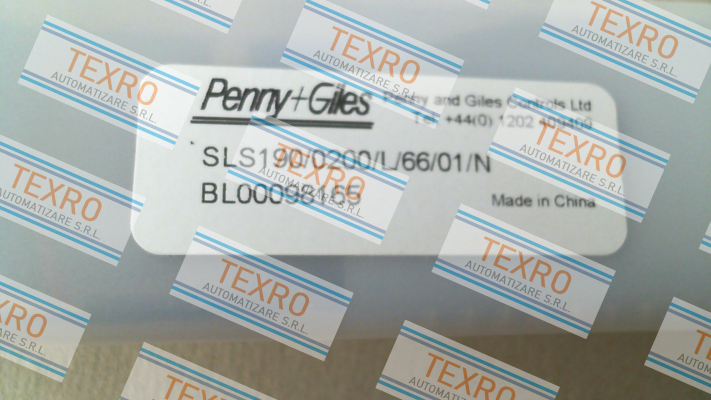 Penny+Giles
Penny and Giles Controls Ltd
Tel: +44(0) 1202 409409
SLS190/0200/L/66/01/N
BL00098165
Made in China
TEXRO
AUTOMATIZARE S.R.L.